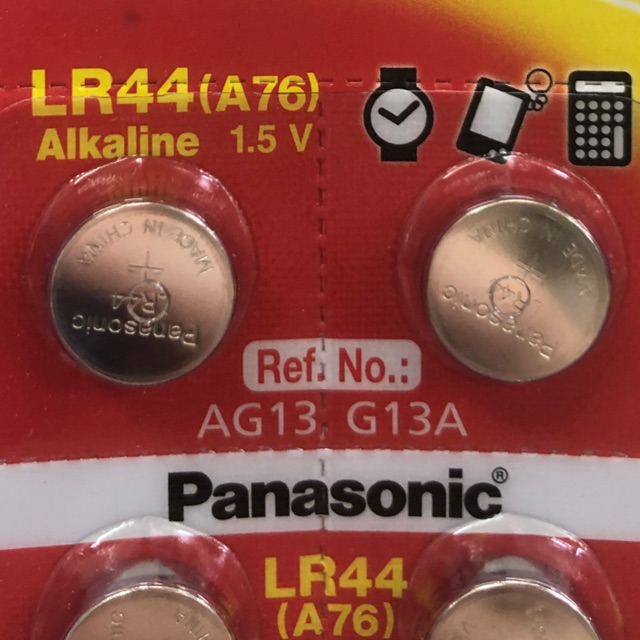 LR44 (A76)
Alkaline 1.5 V
MADE IN CHINA
+
LR44
Panasonic
MADE IN CHINA
+
LR44
Panasonic
Ref. No.:
AG13 G13A
Panasonic®
LR44
(A76)